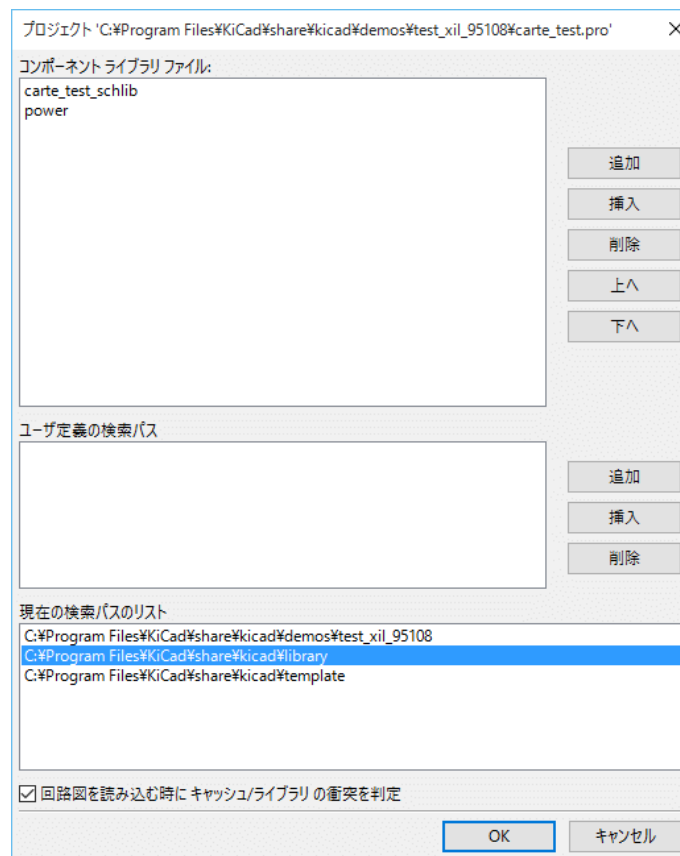 プロジェクト 'C:¥Program Files¥KiCad¥share¥kicad¥demos¥test_xil_95108¥carte_test.pro'
コンポーネント ライブラリ ファイル:
carte_test_schlib
power
追加
挿入
削除
上へ
下へ
ユーザ定義の検索パス
追加
挿入
削除
現在の検索パスのリスト
C:¥Program Files¥KiCad¥share¥kicad¥demos¥test_xil_95108
C:¥Program Files¥KiCad¥share¥kicad¥library
C:¥Program Files¥KiCad¥share¥kicad¥template
回路図を読み込む時に キャッシュ/ライブラリ の衝突を判定
OK
キャンセル